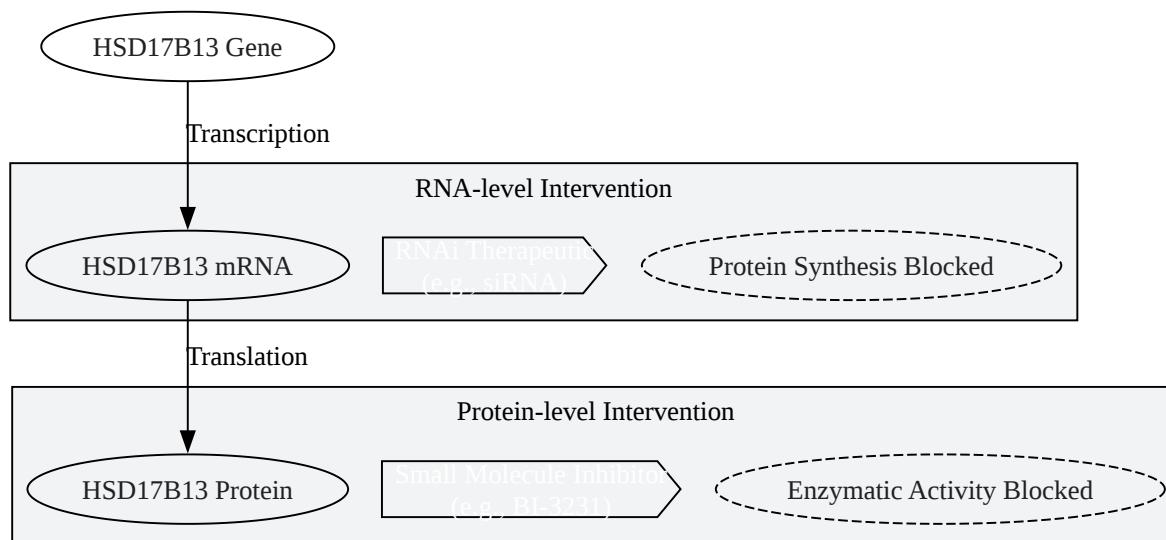 HSD17B13 Gene
Transcription
RNA-level Intervention
HSD17B13 mRNA
RNAi Therapeutic
(e.g., siRNA)
Protein Synthesis Blocked
Translation
Protein-level Intervention
HSD17B13 Protein
Small Molecule Inhibitor
(e.g., BI-3231)
Enzymatic Activity Blocked